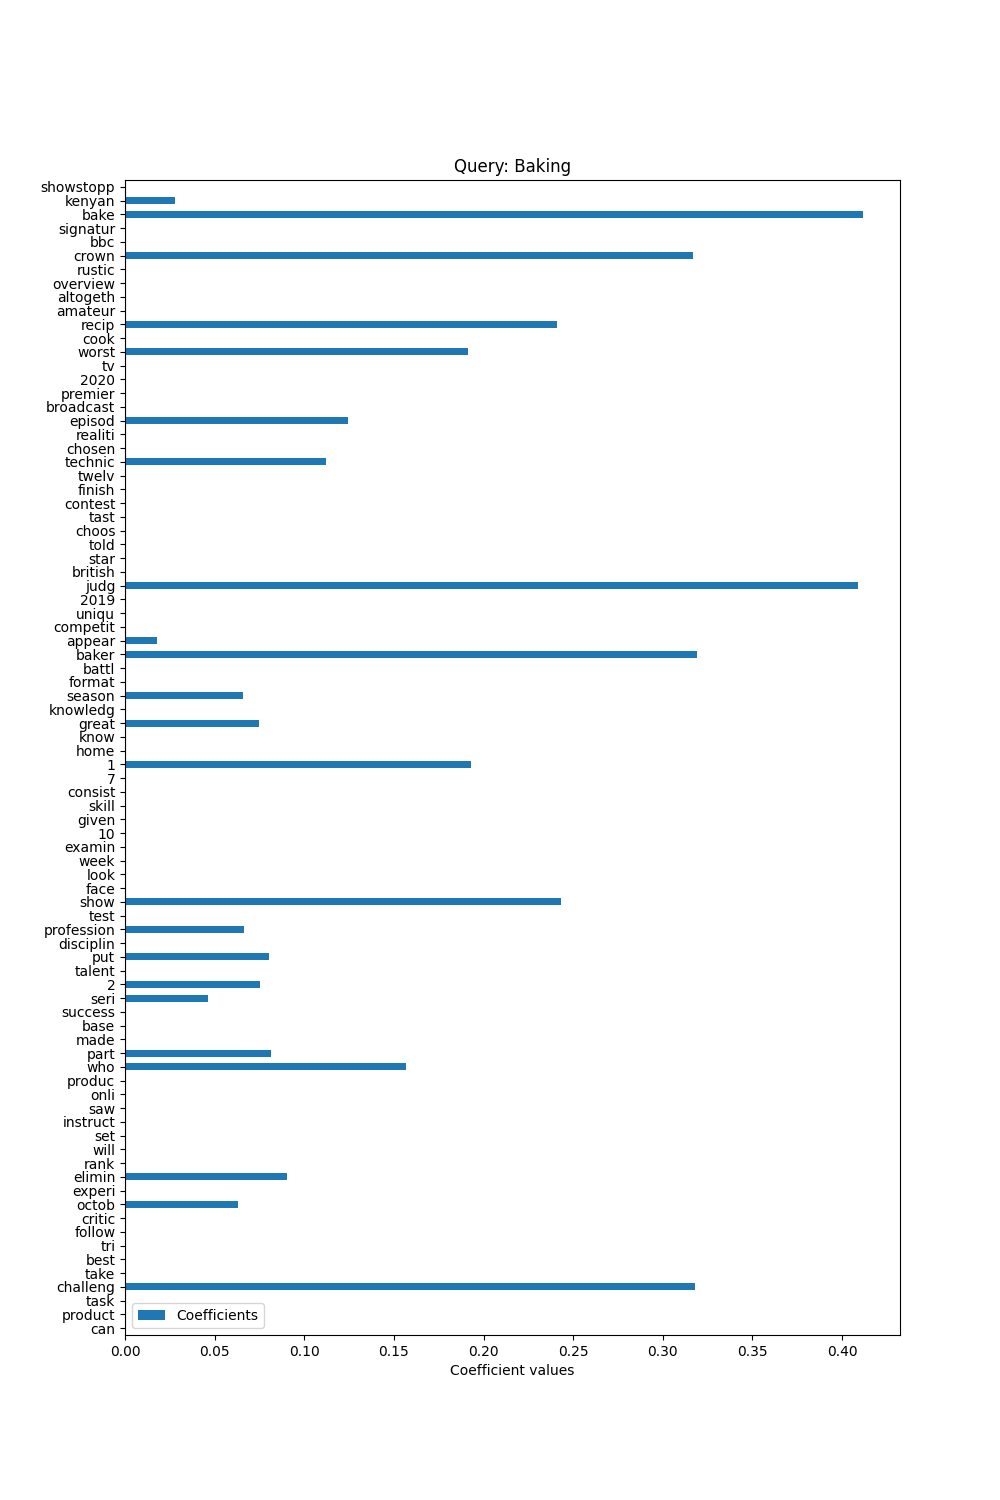 Query: Baking
showstopp
kenyan
bake
signatur
bbc
crown
rustic
overview
altogeth
amateur
recip
cook
worst
tv
2020
premier
broadcast
episod
realiti
chosen
technic
twelv
finish
contest
tast
choos
told
star
british
judg
2019
uniqu
competit
appear
baker
battl
format
season
knowledg
great
know
home
1
7
consist
skill
given
10
examin
week
look
face
show
test
profession
disciplin
put
talent
2
seri
success
base
made
part
who
produc
onli
saw
instruct
set
will
rank
elimin
experi
octob
critic
follow
tri
best
take
challeng
task
product
can
Coefficients
0.00 0.05 0.10 0.15 0.20 0.25 0.30 0.35 0.40
Coefficient values